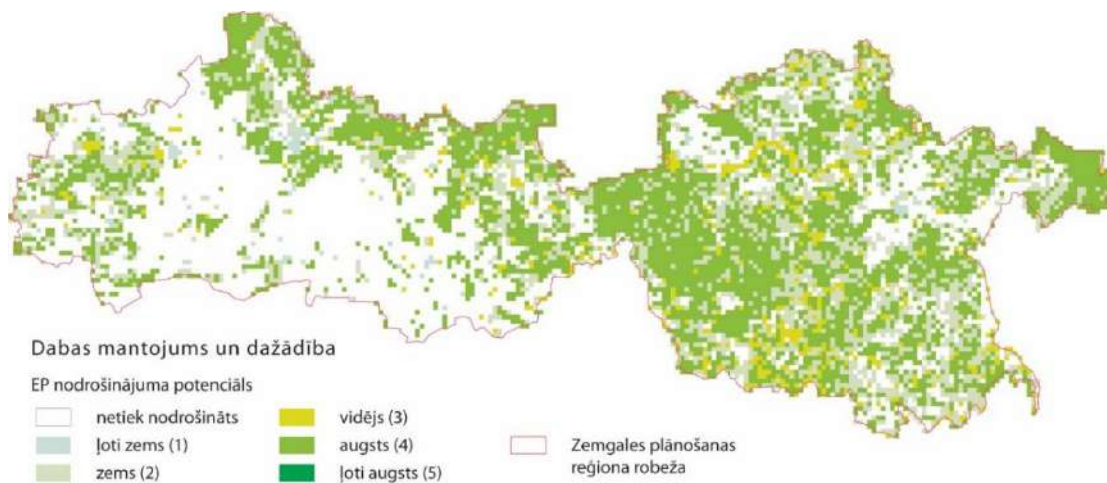 Dabas mantojums un dažādība
EP nodrošinājuma potenciāls
netiek nodrošināts
ļoti zems (1)
zems (2)
vidējs (3)
augsts (4)
ļoti augsts (5)
Zemgales plānošanas
reģiona robeža